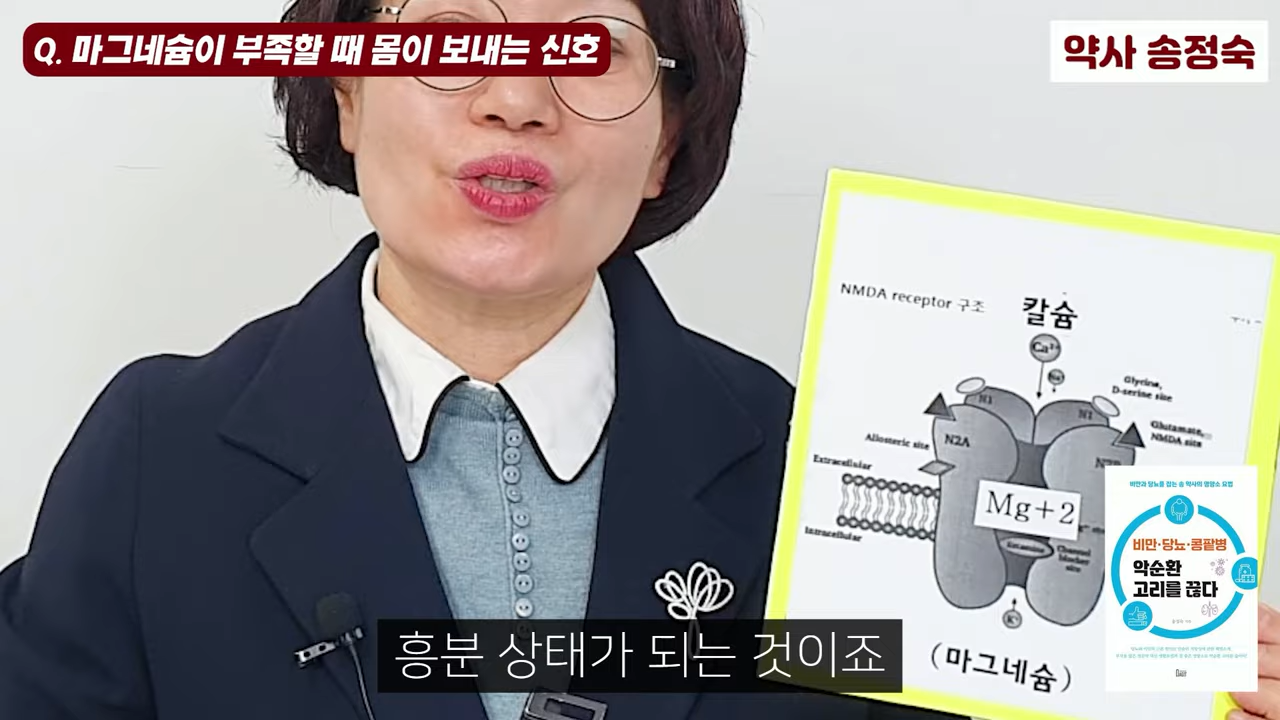 Q. 마그네슘이 부족할 때 몸이 보내는 신호
약사 송정숙
NMDA receptor 구조
칼슘
Ca²⁺
Na⁺
Glycine,
D-serine site
N1
N1
Glutamate,
NMDA site
Allosteric site
N2A
Extracellular
Mg+2
Intracellular
Ketamine
Channel
blocker
site
K⁺
(마그네슘)
비만과 당뇨를 잡는 송 약사의 영양소 요법
비만·당뇨·콩팥병
악순환
고리를 끊다
흥분 상태가 되는 것이죠